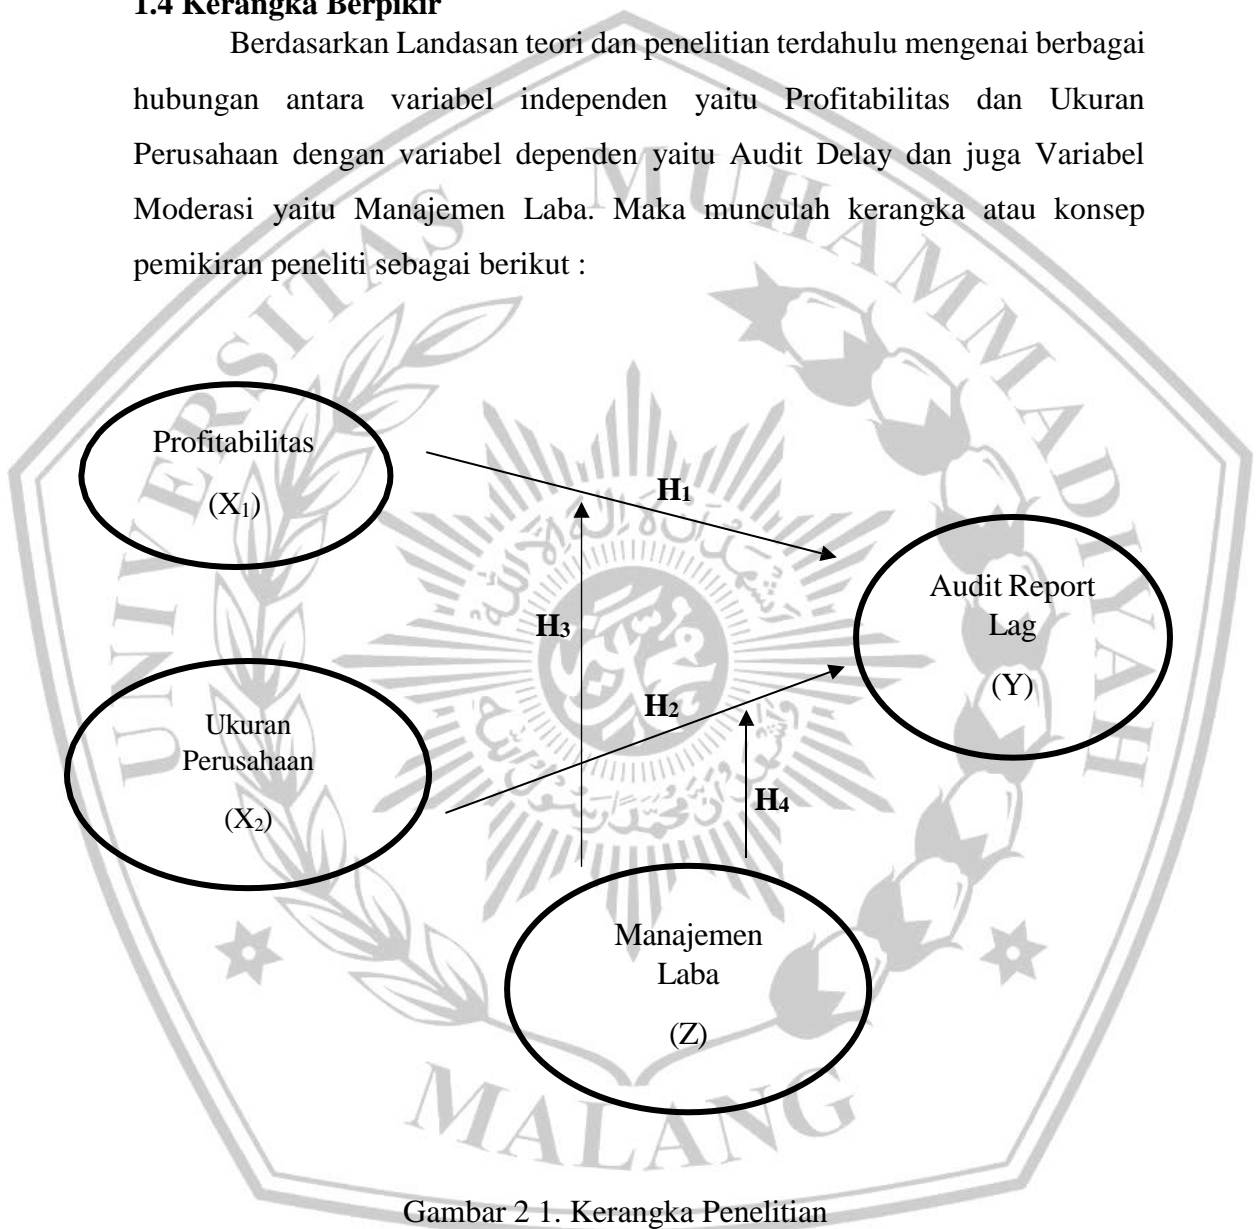 1.4 Kerangka Berpikir
Berdasarkan Landasan teori dan penelitian terdahulu mengenai berbagai
hubungan antara variabel independen yaitu Profitabilitas dan Ukuran
Perusahaan dengan variabel dependen yaitu Audit Delay dan juga Variabel
Moderasi yaitu Manajemen Laba. Maka munculah kerangka atau konsep
pemikiran peneliti sebagai berikut :
UNIVERSITAS MUHAMMADIYAH
Profitabilitas
(X₁)
H₁
Audit Report
Lag
(Y)
H₃
Ukuran
Perusahaan
(X₂)
H₂
H₄
Manajemen
Laba
(Z)
MALANG
Gambar 2 1. Kerangka Penelitian